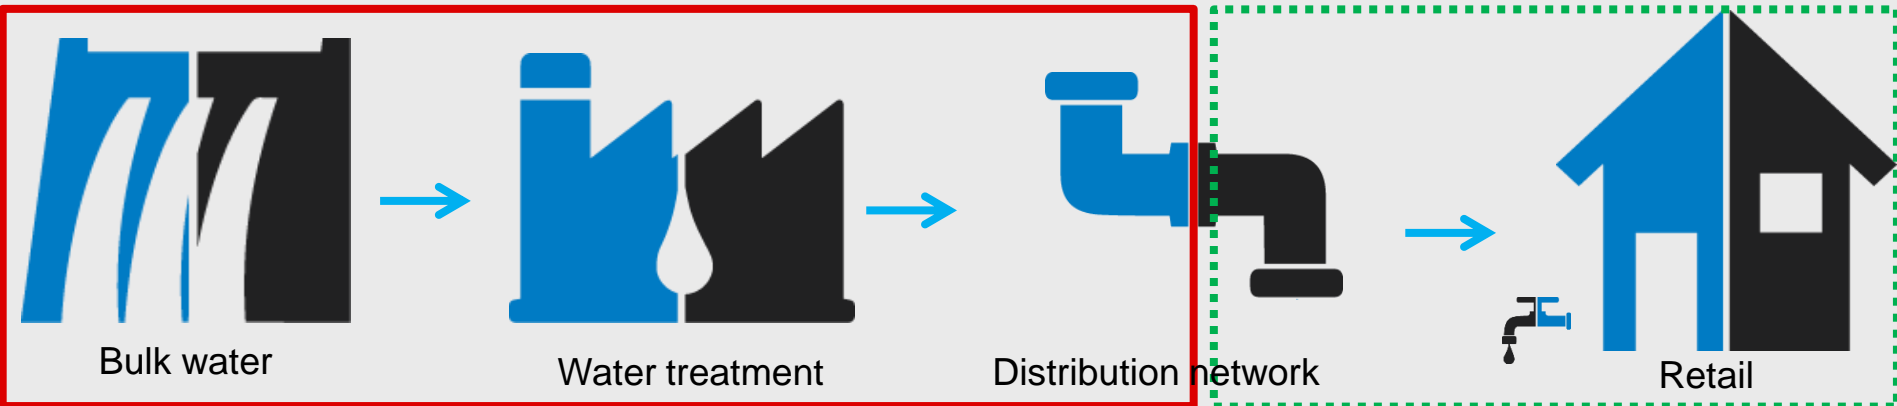 Bulk water
Water treatment
Distribution network
Retail